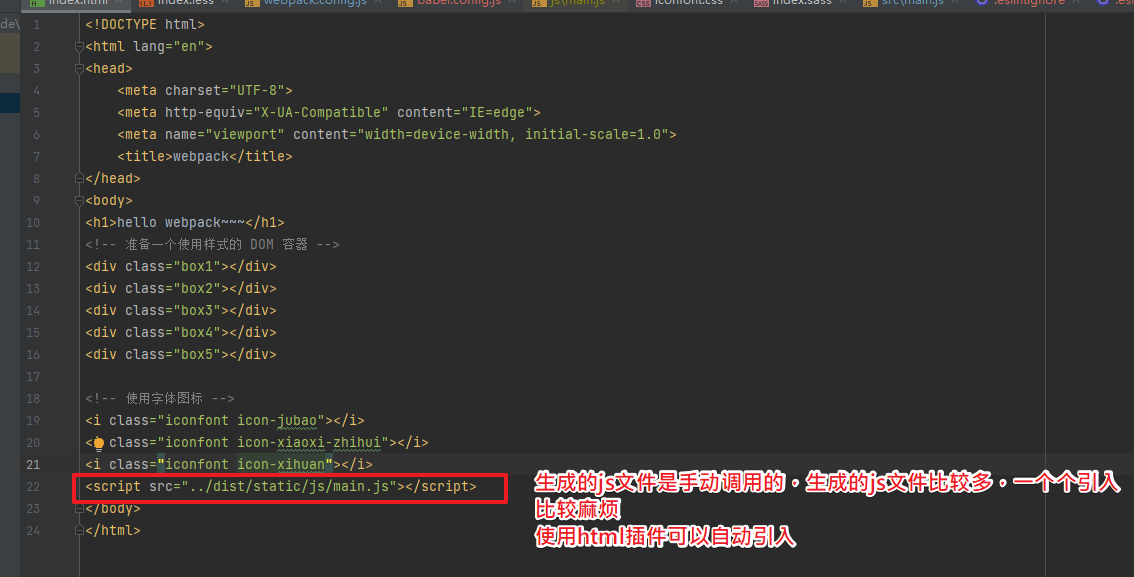 index.html index.less webpack.config.js babel.config.js js\main.js iconfont.css index.sass src\main.js .eslintignore
de\
1 <!DOCTYPE html>
2 <html lang="en">
3 <head>
4 <meta charset="UTF-8">
5 <meta http-equiv="X-UA-Compatible" content="IE=edge">
6 <meta name="viewport" content="width=device-width, initial-scale=1.0">
7 <title>webpack</title>
8 </head>
9 <body>
10 <h1>hello webpack~~~</h1>
11 <!-- 准备一个使用样式的 DOM 容器 -->
12 <div class="box1"></div>
13 <div class="box2"></div>
14 <div class="box3"></div>
15 <div class="box4"></div>
16 <div class="box5"></div>
17
18 <!-- 使用字体图标 -->
19 <i class="iconfont icon-jubao"></i>
20 < class="iconfont icon-xiaoxi-zhihui"></i>
21 <i class="iconfont icon-xihuan"></i>
22 <script src="../dist/static/js/main.js"></script>
生成的js文件是手动调用的，生成的js文件比较多，一个个引入
比较麻烦
使用html插件可以自动引入
23 </body>
24 </html>